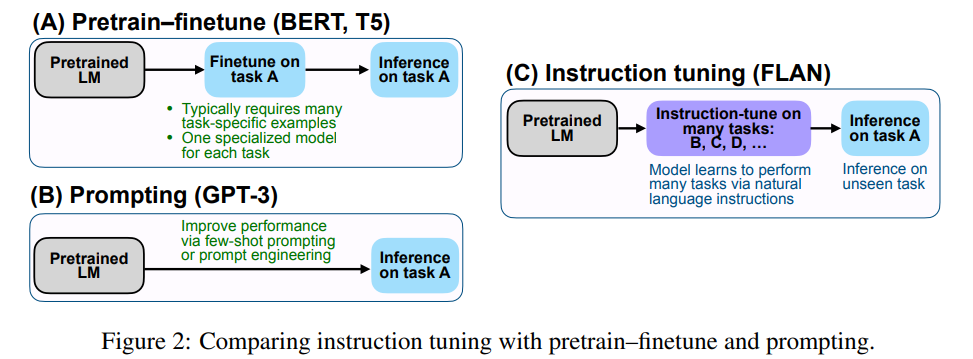 (A) Pretrain–finetune (BERT, T5)
Pretrained
LM
Finetune on
task A
Inference
on task A
• Typically requires many
task-specific examples
• One specialized model
for each task
(B) Prompting (GPT-3)
Improve performance
via few-shot prompting
or prompt engineering
Pretrained
LM
Inference
on task A
(C) Instruction tuning (FLAN)
Pretrained
LM
Instruction-tune on
many tasks:
B, C, D, …
Inference
on task A
Model learns to perform
many tasks via natural
language instructions
Inference on
unseen task
Figure 2: Comparing instruction tuning with pretrain–finetune and prompting.